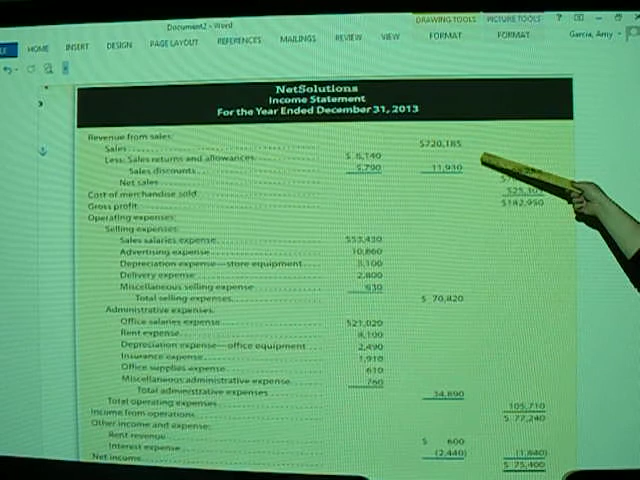 Document2 - Word
DRAWING TOOLS PICTURE TOOLS ?
HOME INSERT DESIGN PAGE LAYOUT REFERENCES MAILINGS REVIEW VIEW FORMAT FORMAT Garcia, Amy
NetSolutions
Income Statement
For the Year Ended December 31, 2013
Revenue from sales:
Sales $720,185
Less: Sales returns and allowances $ 6,140
Sales discounts 5,790 11,930
Net sales
Cost of merchandise sold 525,305
Gross profit $182,950
Operating expenses:
Selling expenses:
Sales salaries expense $53,430
Advertising expense 10,860
Depreciation expense—store equipment 3,100
Delivery expense 2,800
Miscellaneous selling expense 630
Total selling expenses $ 70,820
Administrative expenses:
Office salaries expense $21,020
Rent expense 8,100
Depreciation expense—office equipment 2,490
Insurance expense 1,910
Office supplies expense 610
Miscellaneous administrative expense 760
Total administrative expenses 34,890
Total operating expenses 105,710
Income from operations $ 77,240
Other income and expense:
Rent revenue $ 600
Interest expense (2,440) (1,840)
Net income $ 75,400